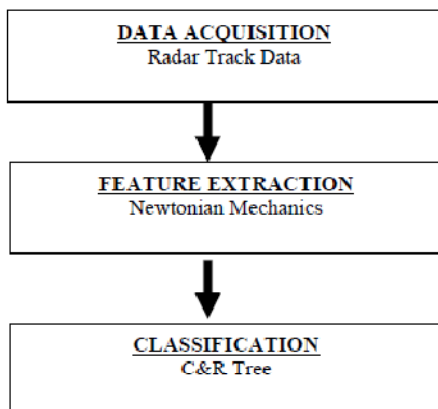 DATA ACQUISITION
Radar Track Data
FEATURE EXTRACTION
Newtonian Mechanics
CLASSIFICATION
C&R Tree